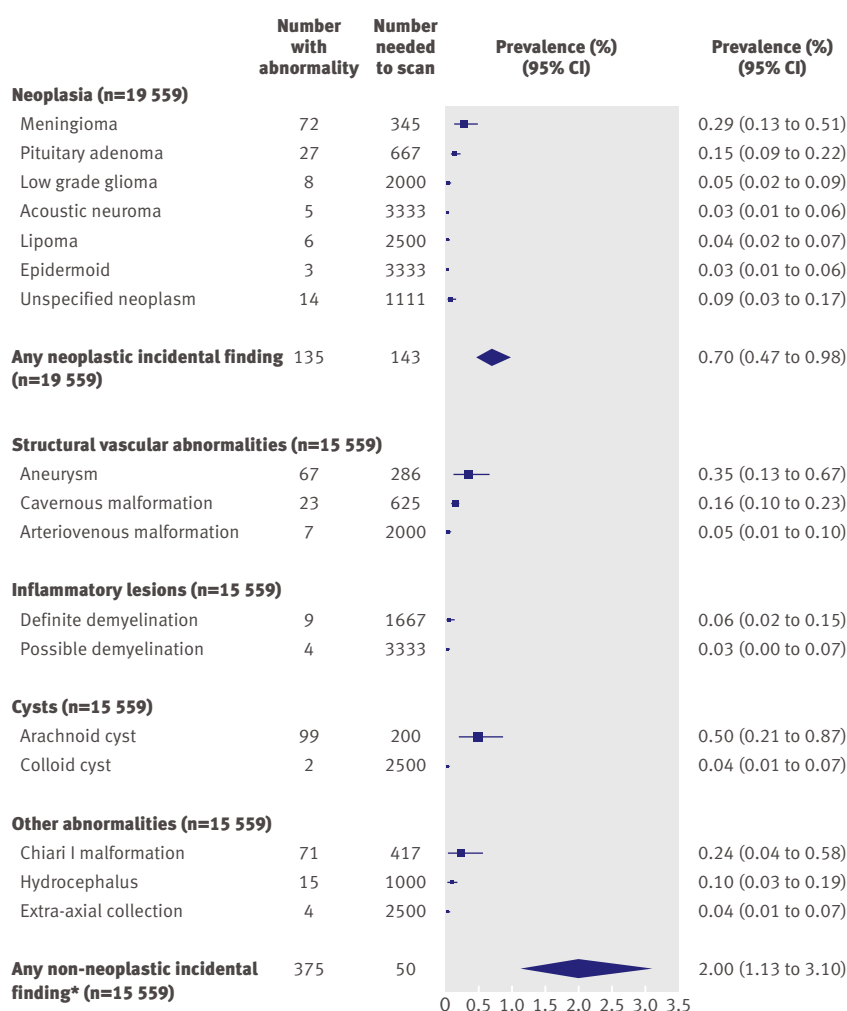 Number with abnormality Number needed to scan Prevalence (%) (95% CI) Prevalence (%) (95% CI)
Neoplasia (n=19 559)
Meningioma 72 345 0.29 (0.13 to 0.51)
Pituitary adenoma 27 667 0.15 (0.09 to 0.22)
Low grade glioma 8 2000 0.05 (0.02 to 0.09)
Acoustic neuroma 5 3333 0.03 (0.01 to 0.06)
Lipoma 6 2500 0.04 (0.02 to 0.07)
Epidermoid 3 3333 0.03 (0.01 to 0.06)
Unspecified neoplasm 14 1111 0.09 (0.03 to 0.17)
Any neoplastic incidental finding 135 143 0.70 (0.47 to 0.98)
(n=19 559)
Structural vascular abnormalities (n=15 559)
Aneurysm 67 286 0.35 (0.13 to 0.67)
Cavernous malformation 23 625 0.16 (0.10 to 0.23)
Arteriovenous malformation 7 2000 0.05 (0.01 to 0.10)
Inflammatory lesions (n=15 559)
Definite demyelination 9 1667 0.06 (0.02 to 0.15)
Possible demyelination 4 3333 0.03 (0.00 to 0.07)
Cysts (n=15 559)
Arachnoid cyst 99 200 0.50 (0.21 to 0.87)
Colloid cyst 2 2500 0.04 (0.01 to 0.07)
Other abnormalities (n=15 559)
Chiari I malformation 71 417 0.24 (0.04 to 0.58)
Hydrocephalus 15 1000 0.10 (0.03 to 0.19)
Extra-axial collection 4 2500 0.04 (0.01 to 0.07)
Any non-neoplastic incidental 375 50 2.00 (1.13 to 3.10)
finding* (n=15 559)
0 0.5 1.0 1.5 2.0 2.5 3.0 3.5